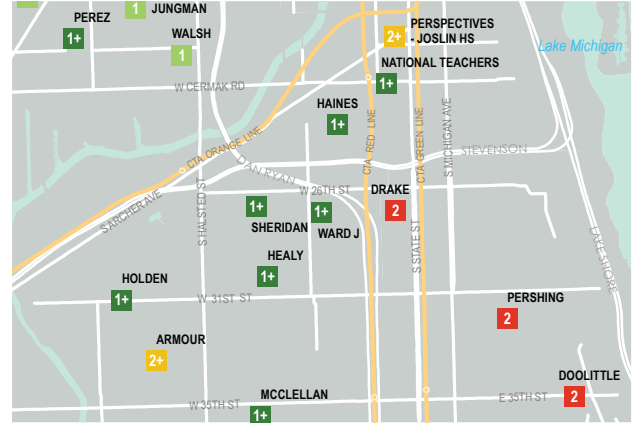 1
JUNGMAN
PEREZ
1+
WALSH
1
PERSPECTIVES
- JOSLIN HS
2+
Lake Michigan
NATIONAL TEACHERS
1+
W CERMAK RD
HAINES
1+
CTA ORANGE LINE
CTA RED LINE
CTA GREEN LINE
S MICHIGAN AVE
STEVENSON
DAN RYAN
W 26TH ST
DRAKE
2
S ARCHER AVE
S HALSTED ST
1+
SHERIDAN
1+
WARD J
S STATE ST
LAKE SHORE
HEALY
1+
HOLDEN
1+
W 31ST ST
PERSHING
2
ARMOUR
2+
DOOLITTLE
2
MCCLELLAN
1+
W 35TH ST
E 35TH ST